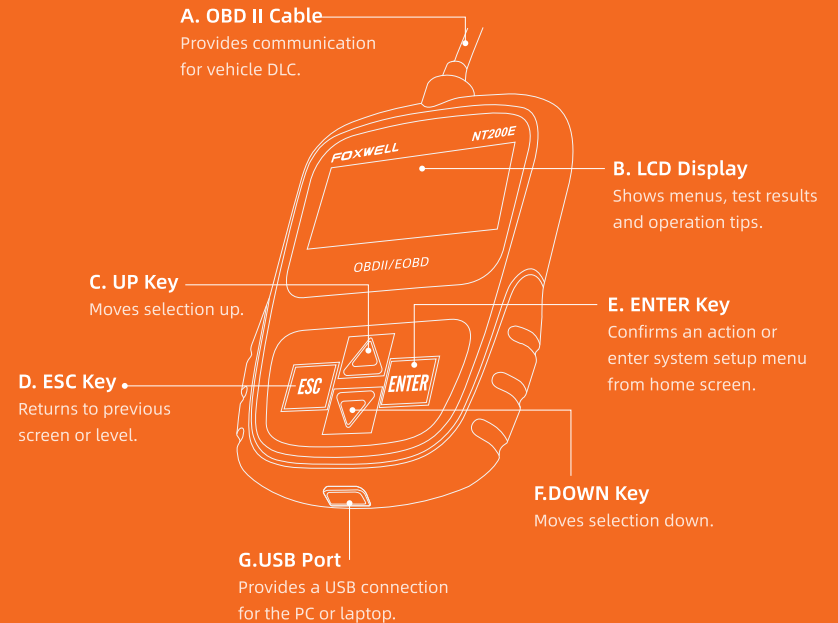 A. OBD II Cable
Provides communication
for vehicle DLC.
FOXWELL
NT200E
B. LCD Display
Shows menus, test results
and operation tips.
OBDII/EOBD
C. UP Key
Moves selection up.
E. ENTER Key
Confirms an action or
enter system setup menu
from home screen.
D. ESC Key
Returns to previous
screen or level.
ESC
ENTER
F.DOWN Key
Moves selection down.
G.USB Port
Provides a USB connection
for the PC or laptop.